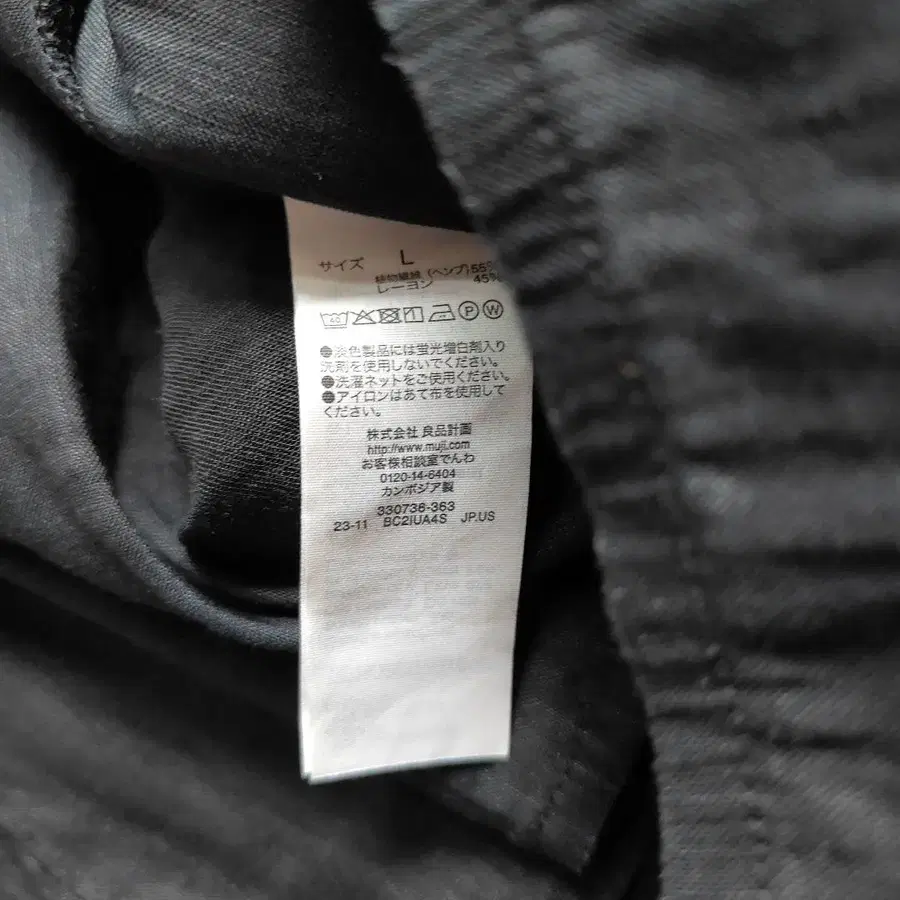 サイズ L
植物繊維(ヘンプ)55%
レーヨン 45%
40 P W
●淡色製品には蛍光増白剤入り
洗剤を使用しないでください。
●洗濯ネットをご使用ください。
●アイロンはあて布を使用して
ください。
株式会社 良品計画
http://www.muji.com
お客様相談室でんわ
0120-14-6404
カンボジア製
330738-363
23-11 BC2IUA4S JP.US